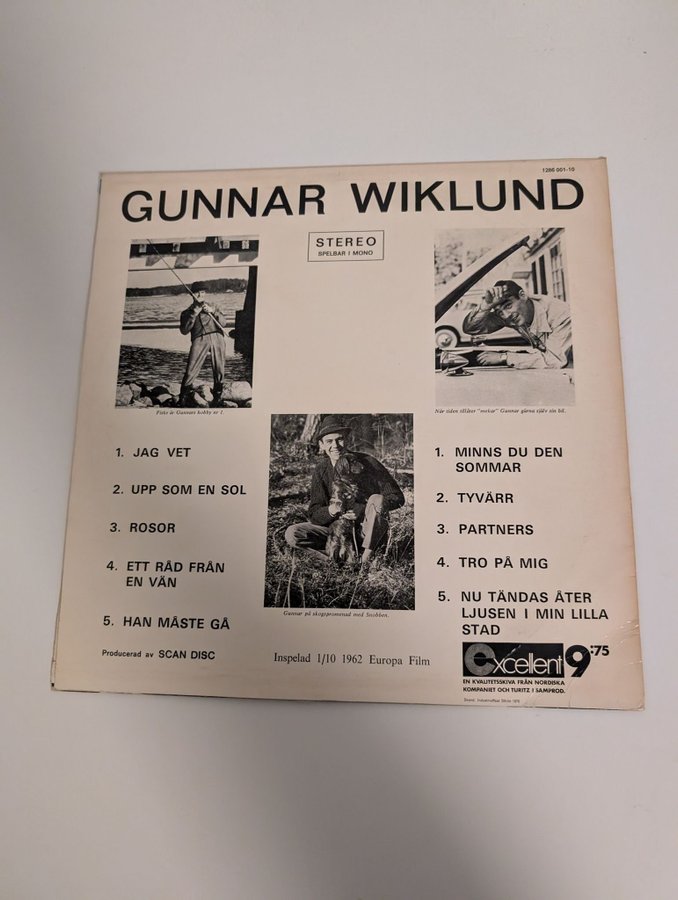 1286 001-10
GUNNAR WIKLUND
STEREO
SPELBAR I MONO
Fiske är Gunnars hobby nr 1.
När tiden tillåter "mekar" Gunnar gärna själv sin bil.
Gunnar på skogspromenad med Snobben.
1. JAG VET
2. UPP SOM EN SOL
3. ROSOR
4. ETT RÅD FRÅN
EN VÄN
5. HAN MÅSTE GÅ
1. MINNS DU DEN
SOMMAR
2. TYVÄRR
3. PARTNERS
4. TRO PÅ MIG
5. NU TÄNDAS ÅTER
LJUSEN I MIN LILLA
STAD
Producerad av SCAN DISC
Inspelad 1/10 1962 Europa Film
excellent 9:75
EN KVALITETSSKIVA FRÅN NORDISKA
KOMPANIET OCH TURITZ I SAMPROD.